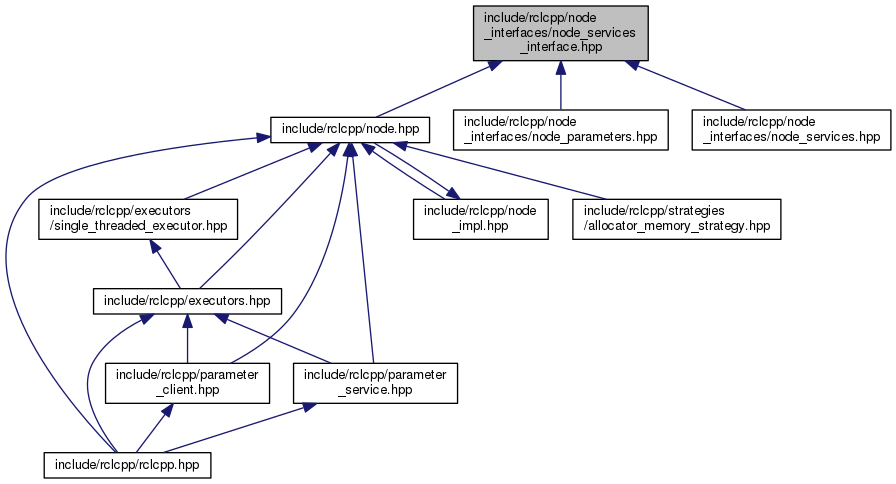 include/rclcpp/node
_interfaces/node_services
_interface.hpp
include/rclcpp/node.hpp
include/rclcpp/node
_interfaces/node_parameters.hpp
include/rclcpp/node
_interfaces/node_services.hpp
include/rclcpp/executors
/single_threaded_executor.hpp
include/rclcpp/node
_impl.hpp
include/rclcpp/strategies
/allocator_memory_strategy.hpp
include/rclcpp/executors.hpp
include/rclcpp/parameter
_client.hpp
include/rclcpp/parameter
_service.hpp
include/rclcpp/rclcpp.hpp